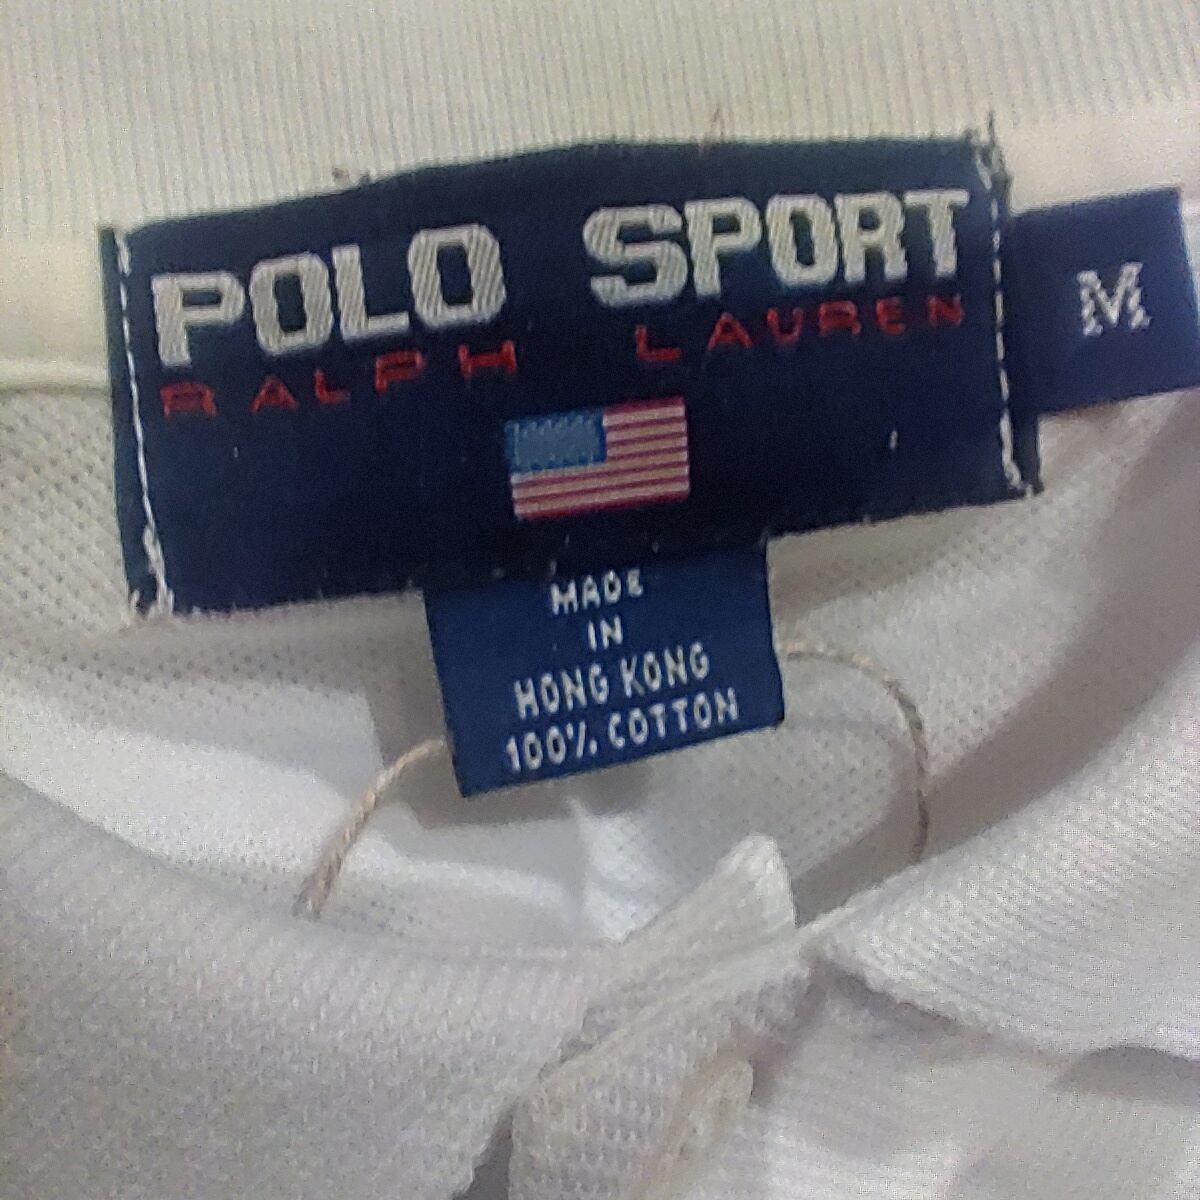 POLO SPORT
RALPH LAUREN
M
MADE
IN
HONG KONG
100% COTTON